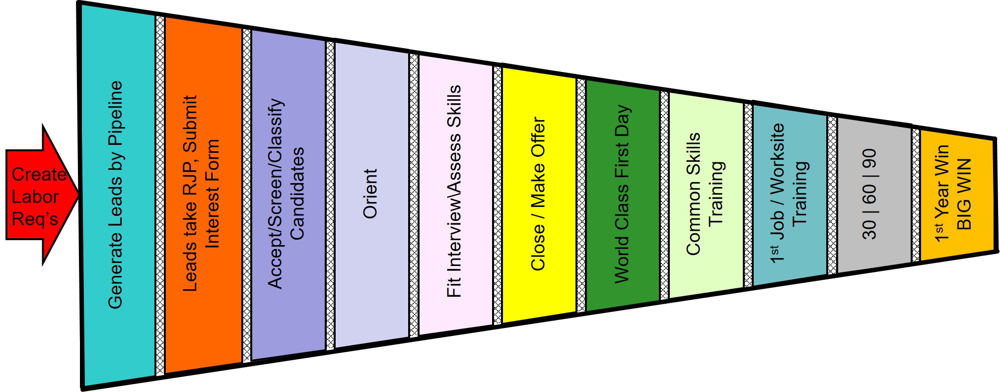 Create
Labor
Req's
Generate Leads by Pipeline
Leads take RJP, Submit
Interest Form
Accept/Screen/Classify
Candidates
Orient
Fit Interview\Assess Skills
Close / Make Offer
World Class First Day
Common Skills
Training
1st Job / Worksite
Training
30 | 60 | 90
1st Year Win
BIG WIN